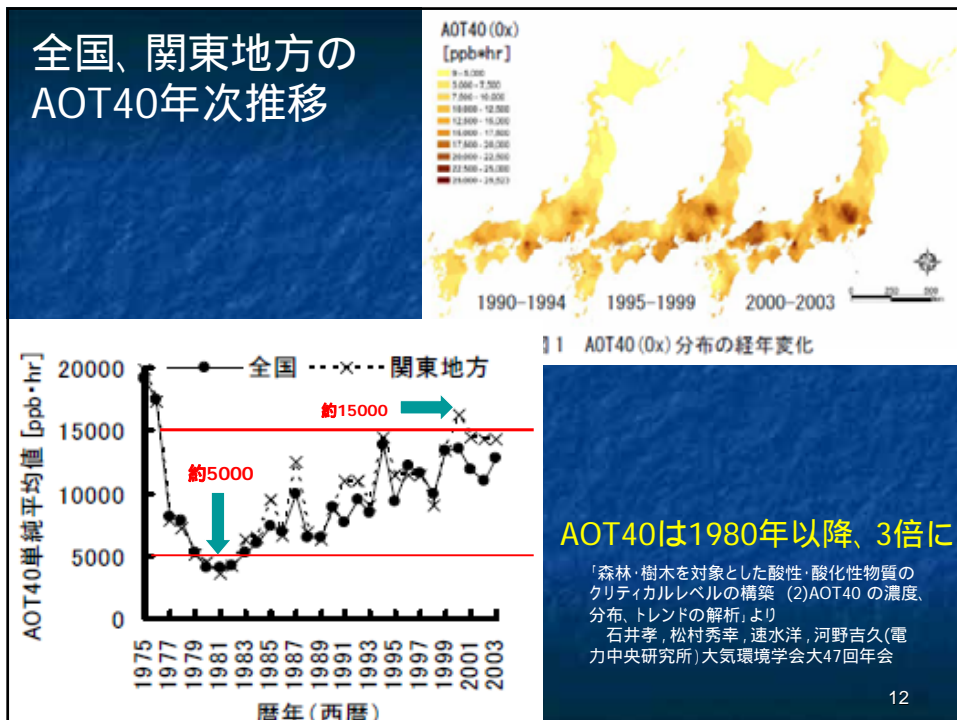 全国、関東地方の
AOT40年次推移
AOT40(Ox)
[ppb*hr]
1990-1994
1995-1999
2000-2003
図1 AOT40(Ox)分布の経年変化
AOT40単純平均値 [ppb・hr]
全国
関東地方
約15000
約5000
20000
15000
10000
5000
0
1975
1977
1979
1981
1983
1985
1987
1989
1991
1993
1995
1997
1999
2001
2003
暦年(西暦)
AOT40は1980年以降、3倍に
「森林・樹木を対象とした酸性・酸化性物質の
クリティカルレベルの構築 (2)AOT40 の濃度、
分布、トレンドの解析」より
石井孝,松村秀幸,速水洋,河野吉久(電
力中央研究所)大気環境学会大47回年会
12